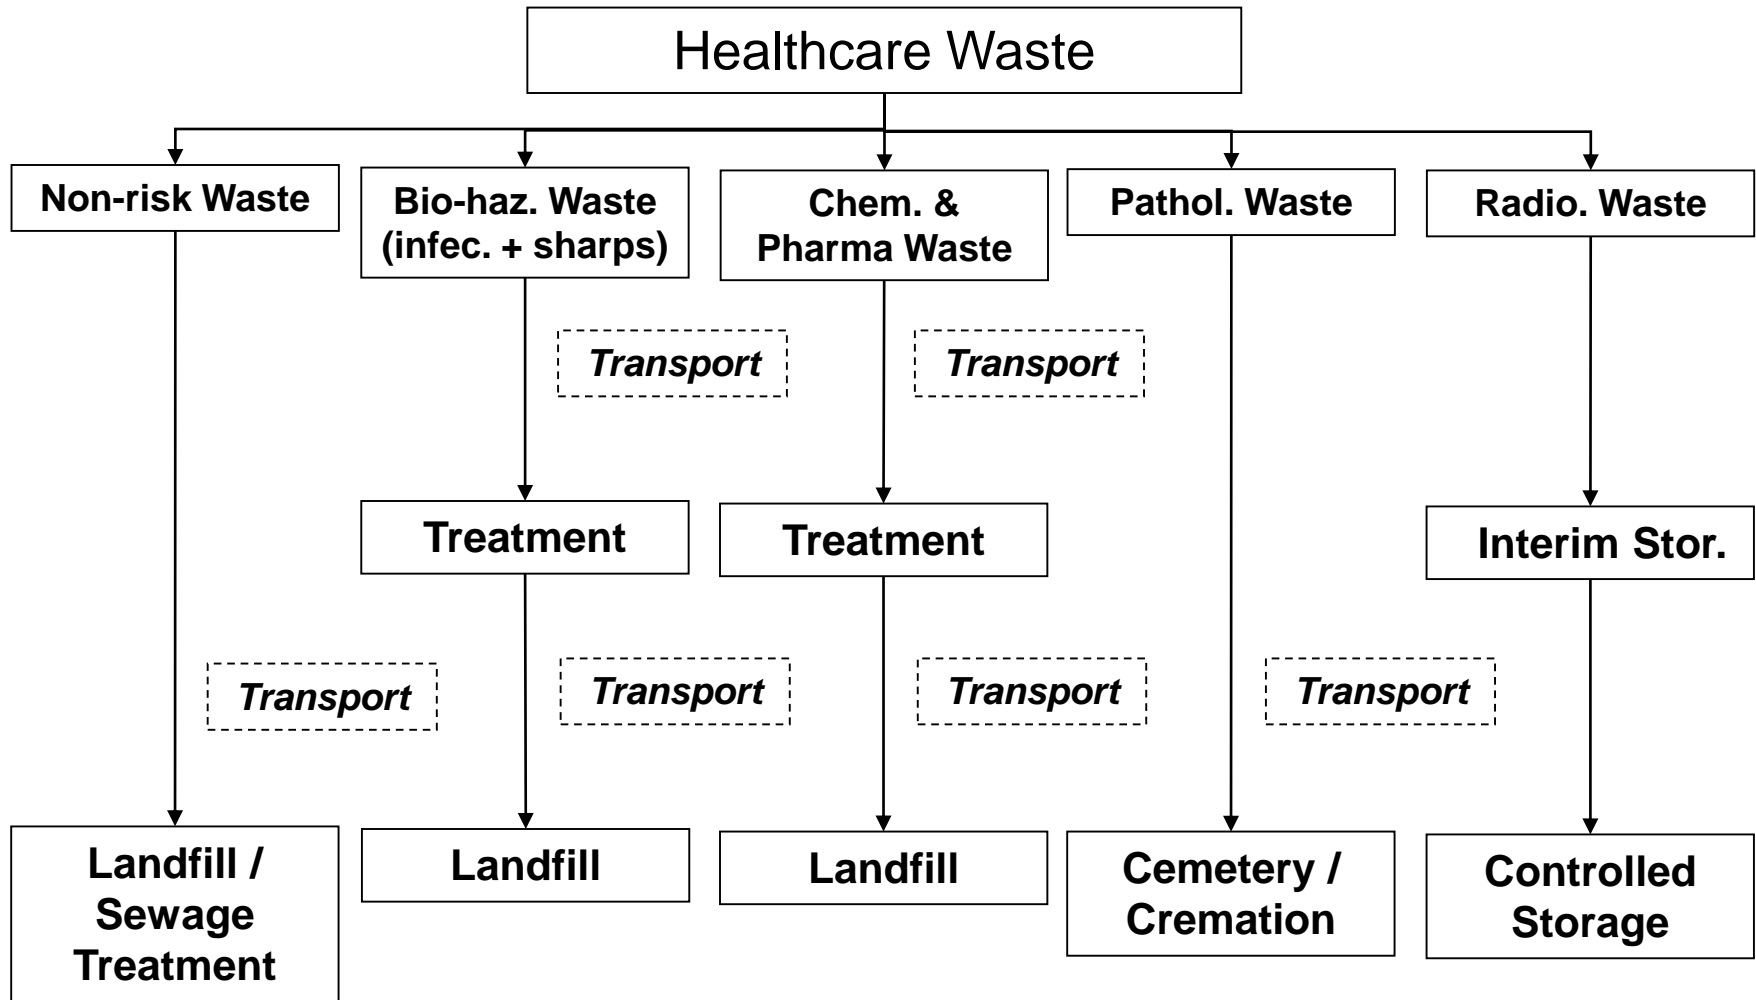 Healthcare Waste
Non-risk Waste
Bio-haz. Waste
(infec. + sharps)
Chem. &
Pharma Waste
Pathol. Waste
Radio. Waste
Transport
Transport
Treatment
Treatment
Interim Stor.
Transport
Transport
Transport
Transport
Landfill /
Sewage
Treatment
Landfill
Landfill
Cemetery /
Cremation
Controlled
Storage